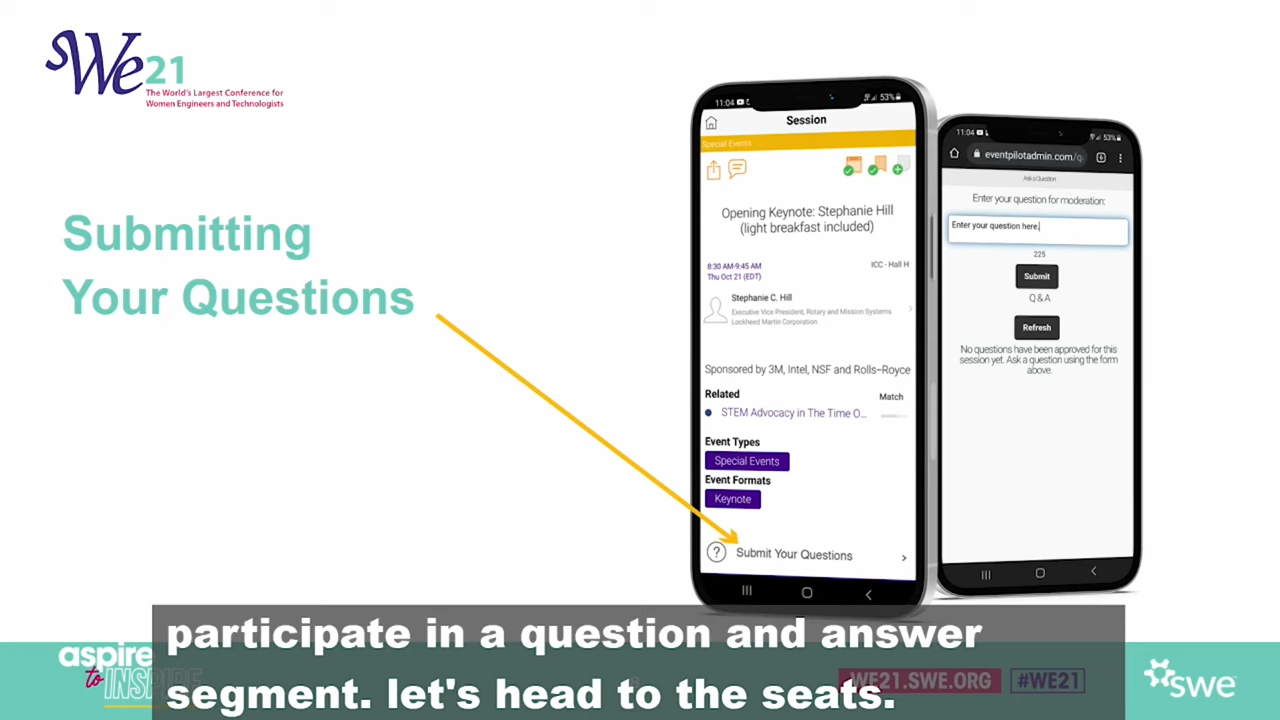 sWe21
The World's Largest Conference for
Women Engineers and Technologists
Submitting
Your Questions
11:04
53%
Session
Special Events
Opening Keynote: Stephanie Hill
(light breakfast included)
8:30 AM-9:45 AM
Thu Oct 21 (EDT)
ICC - Hall H
Stephanie C. Hill
Executive Vice President, Rotary and Mission Systems
Lockheed Martin Corporation
Sponsored by 3M, Intel, NSF and Rolls-Royce
Related
Match
STEM Advocacy in The Time O...
Event Types
Special Events
Event Formats
Keynote
? Submit Your Questions >
11:04
53%
eventpilotadmin.com/q
Ask a Question
Enter your question for moderation:
Enter your question here.
225
Submit
Q & A
Refresh
No questions have been approved for this
session yet. Ask a question using the form
above.
participate in a question and answer
segment. let's head to the seats.
aspire
to INSPIRE
WE21.SWE.ORG
#WE21
swe